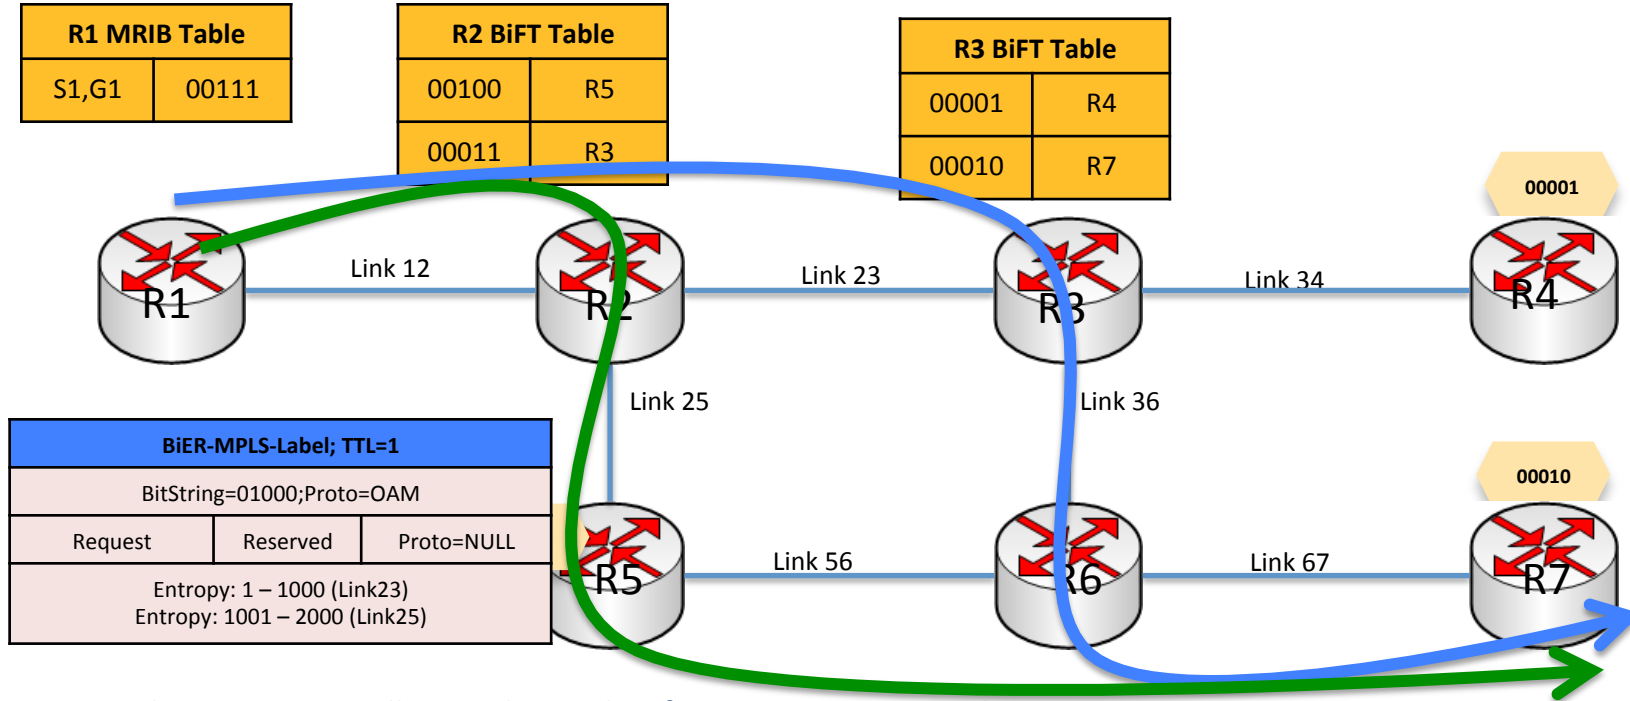 R1 MRIB Table
S1,G1 00111
R2 BiFT Table
00100 R5
00011 R3
R3 BiFT Table
00001 R4
00010 R7
00001
Link 12
Link 23
Link 34
R1
R2
R3
R4
Link 25
Link 36
BiER-MPLS-Label; TTL=1
BitString=01000;Proto=OAM
Request Reserved Proto=NULL
Entropy: 1 – 1000 (Link23)
Entropy: 1001 – 2000 (Link25)
00010
Link 56
Link 67
R5
R6
R7